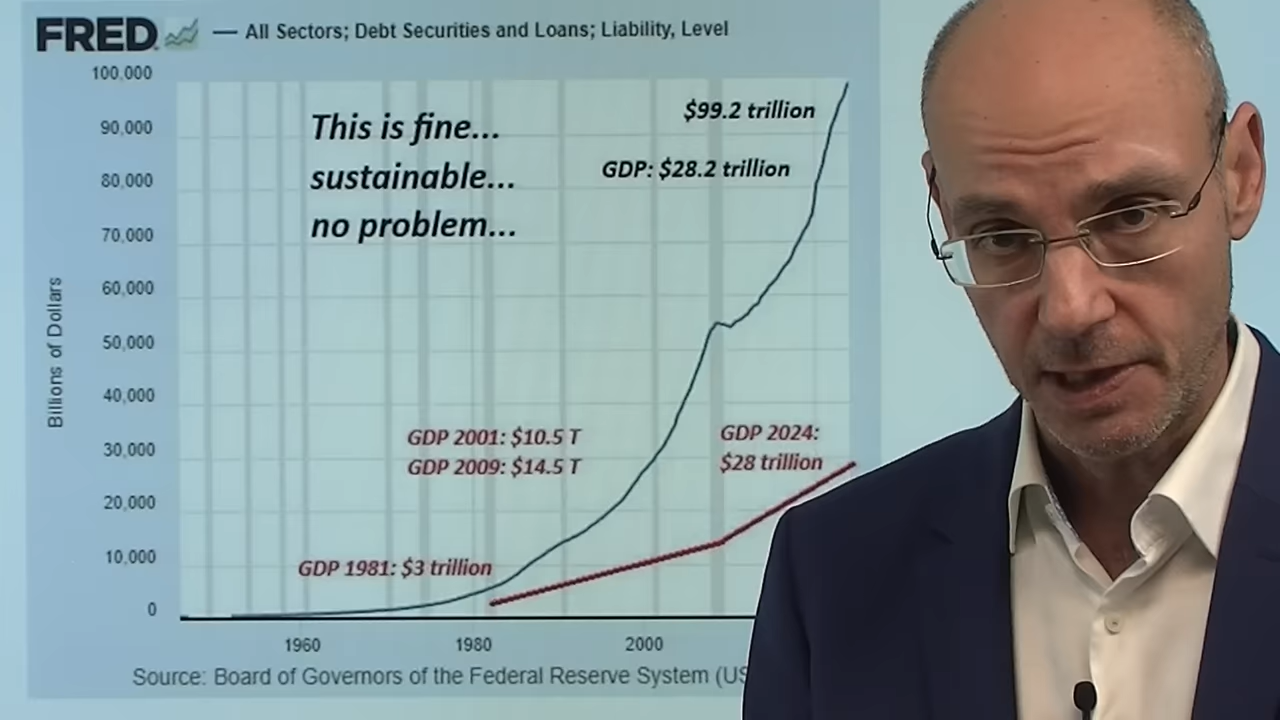 FRED — All Sectors; Debt Securities and Loans; Liability, Level
100,000
90,000
80,000
70,000
60,000
50,000
40,000
30,000
20,000
10,000
0
Billions of Dollars
This is fine...
sustainable...
no problem...
$99.2 trillion
GDP: $28.2 trillion
GDP 2001: $10.5 T
GDP 2009: $14.5 T
GDP 2024:
$28 trillion
GDP 1981: $3 trillion
1960 1980 2000
Source: Board of Governors of the Federal Reserve System (US